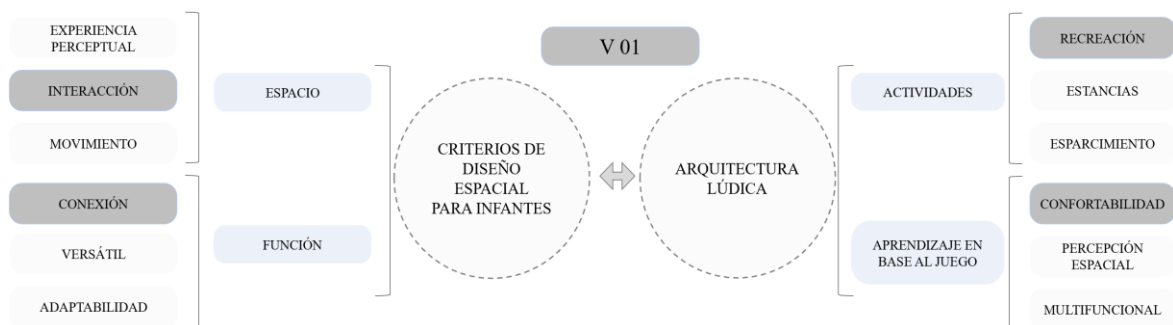 V 01
EXPERIENCIA
PERCEPTUAL
INTERACCIÓN
MOVIMIENTO
ESPACIO
CONEXIÓN
VERSÁTIL
ADAPTABILIDAD
FUNCIÓN
CRITERIOS DE
DISEÑO
ESPACIAL
PARA INFANTES
ARQUITECTURA
LÚDICA
ACTIVIDADES
RECREACIÓN
ESTANCIAS
ESPARCIMIENTO
APRENDIZAJE EN
BASE AL JUEGO
CONFORTABILIDAD
PERCEPCIÓN
ESPACIAL
MULTIFUNCIONAL